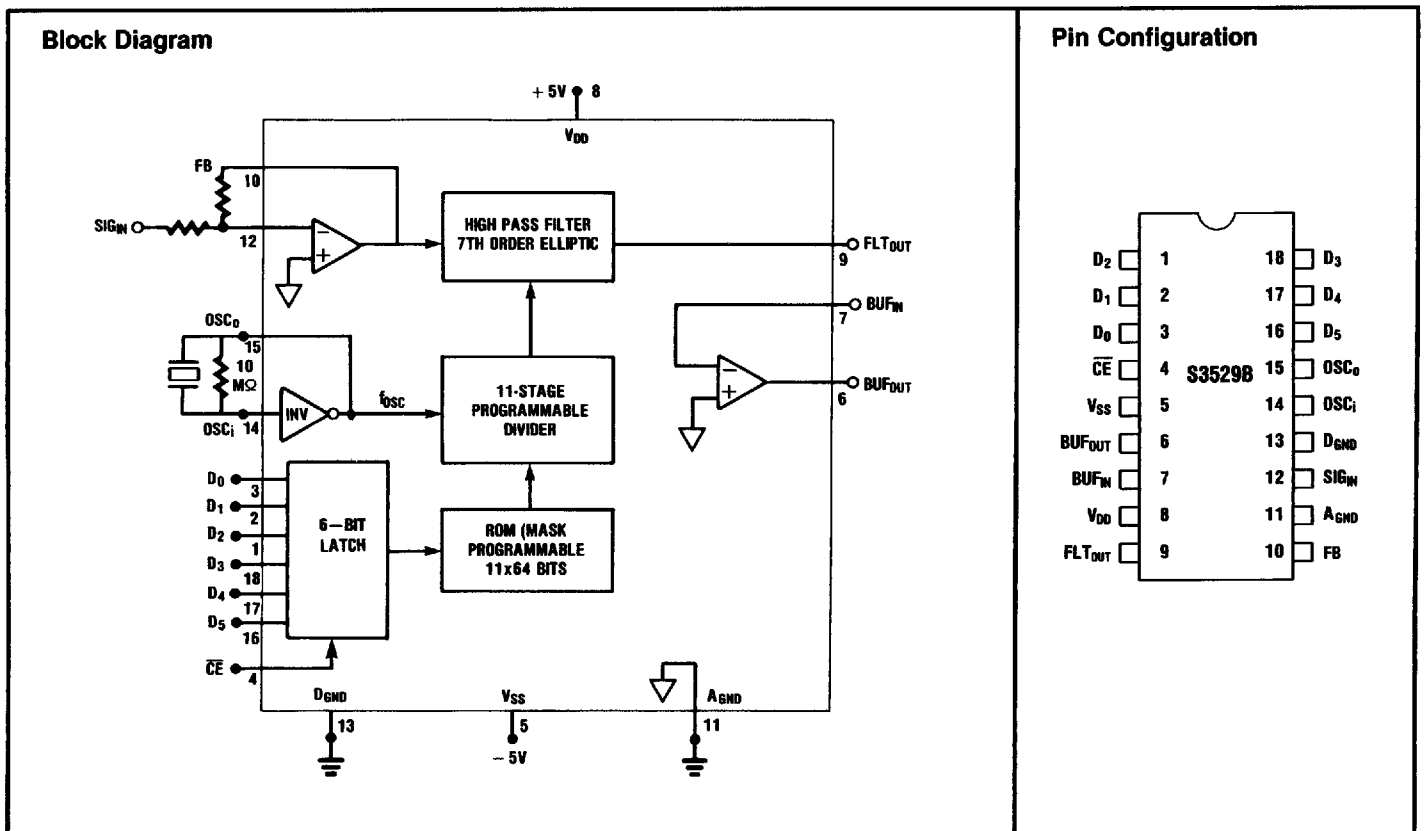 Block Diagram
+ 5V 8
VDD
FB
10
SIGIN
12
HIGH PASS FILTER
7TH ORDER ELLIPTIC
FLTOUT
9
BUFIN
7
BUFOUT
6
OSCo
15
10
MΩ
OSCi 14
INV
fOSC
11-STAGE
PROGRAMMABLE
DIVIDER
D0
3
D1
2
D2
1
D3
18
D4
17
D5
16
CE
4
6–BIT
LATCH
ROM (MASK
PROGRAMMABLE
11x64 BITS
DGND
13
VSS
5
– 5V
AGND
11
Pin Configuration
D2 1 18 D3
D1 2 17 D4
D0 3 16 D5
CE 4 S3529B 15 OSCo
VSS 5 14 OSCi
BUFOUT 6 13 DGND
BUFIN 7 12 SIGIN
VDD 8 11 AGND
FLTOUT 9 10 FB